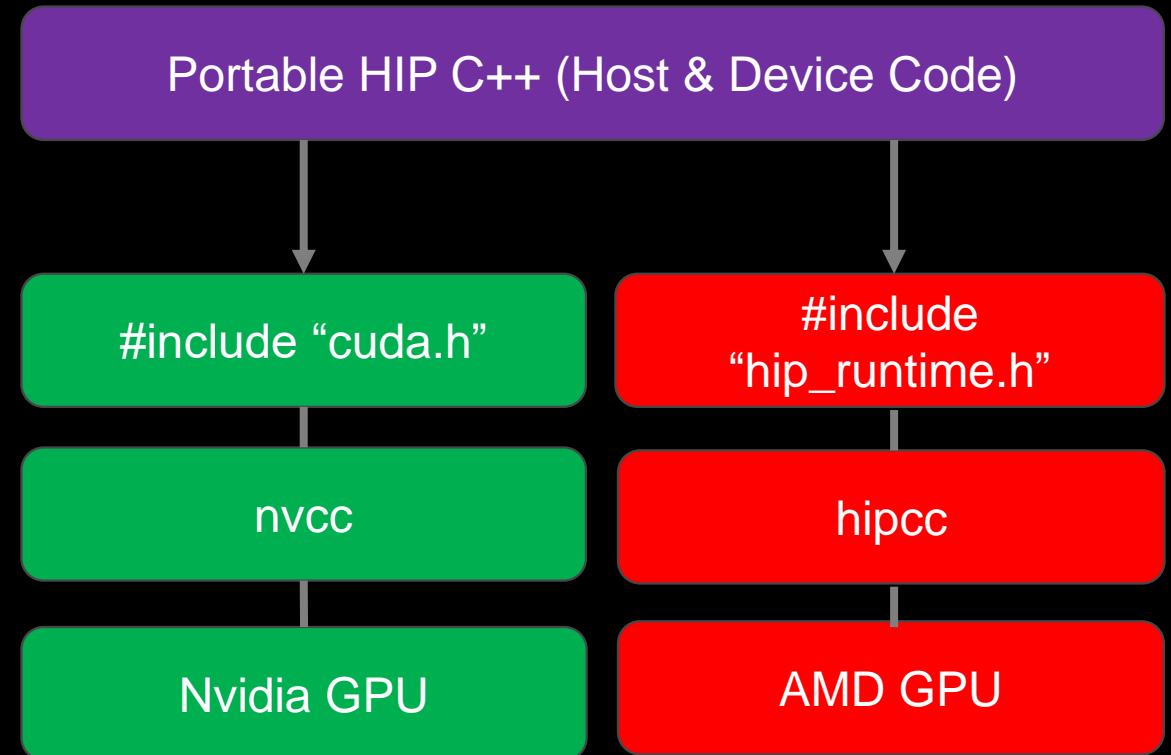 Portable HIP C++ (Host & Device Code)
#include “cuda.h”
nvcc
Nvidia GPU
#include
“hip_runtime.h”
hipcc
AMD GPU